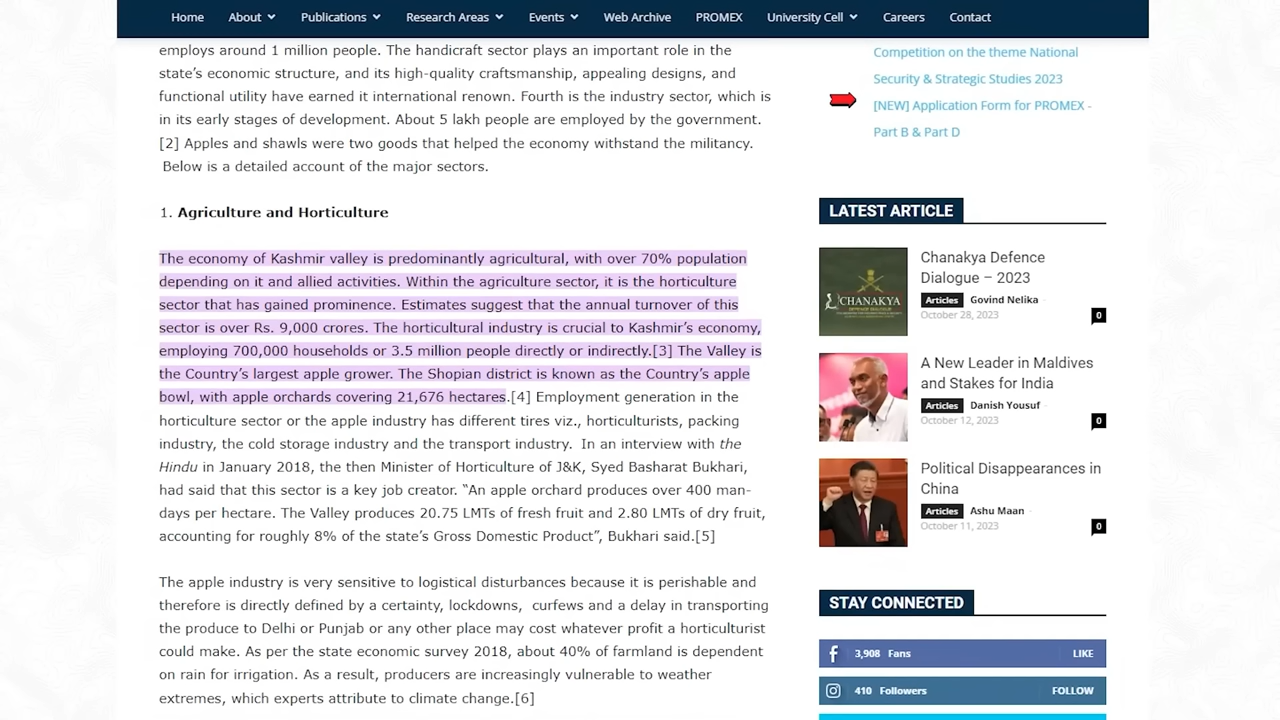 Home About Publications Research Areas Events Web Archive PROMEX University Cell Careers Contact
employs around 1 million people. The handicraft sector plays an important role in the
state's economic structure, and its high-quality craftsmanship, appealing designs, and
functional utility have earned it international renown. Fourth is the industry sector, which is
in its early stages of development. About 5 lakh people are employed by the government.
[2] Apples and shawls were two goods that helped the economy withstand the militancy.
Below is a detailed account of the major sectors.
1. Agriculture and Horticulture
The economy of Kashmir valley is predominantly agricultural, with over 70% population
depending on it and allied activities. Within the agriculture sector, it is the horticulture
sector that has gained prominence. Estimates suggest that the annual turnover of this
sector is over Rs. 9,000 crores. The horticultural industry is crucial to Kashmir's economy,
employing 700,000 households or 3.5 million people directly or indirectly.[3] The Valley is
the Country's largest apple grower. The Shopian district is known as the Country's apple
bowl, with apple orchards covering 21,676 hectares.[4] Employment generation in the
horticulture sector or the apple industry has different tires viz., horticulturists, packing
industry, the cold storage industry and the transport industry. In an interview with the
Hindu in January 2018, the then Minister of Horticulture of J&K, Syed Basharat Bukhari,
had said that this sector is a key job creator. “An apple orchard produces over 400 man-
days per hectare. The Valley produces 20.75 LMTs of fresh fruit and 2.80 LMTs of dry fruit,
accounting for roughly 8% of the state's Gross Domestic Product”, Bukhari said.[5]
The apple industry is very sensitive to logistical disturbances because it is perishable and
therefore is directly defined by a certainty, lockdowns, curfews and a delay in transporting
the produce to Delhi or Punjab or any other place may cost whatever profit a horticulturist
could make. As per the state economic survey 2018, about 40% of farmland is dependent
on rain for irrigation. As a result, producers are increasingly vulnerable to weather
extremes, which experts attribute to climate change.[6]
Competition on the theme National
Security & Strategic Studies 2023
[NEW] Application Form for PROMEX -
Part B & Part D
LATEST ARTICLE
CHANAKYA
Chanakya Defence
Dialogue – 2023
Articles Govind Nelika -
October 28, 2023 0
A New Leader in Maldives
and Stakes for India
Articles Danish Yousuf -
October 12, 2023 0
Political Disappearances in
China
Articles Ashu Maan -
October 11, 2023 0
STAY CONNECTED
3,908 Fans LIKE
410 Followers FOLLOW